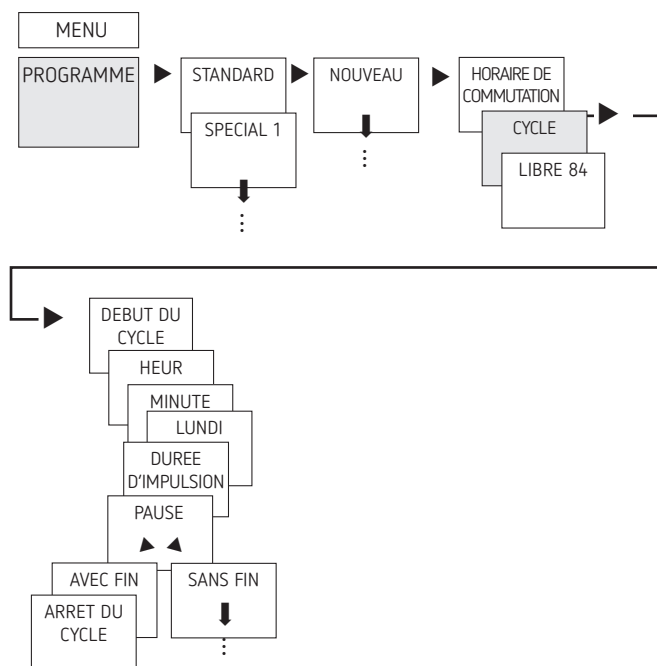 MENU
PROGRAMME
STANDARD
SPECIAL 1
NOUVEAU
HORAIRE DE
COMMUTATION
CYCLE
LIBRE 84
DEBUT DU
CYCLE
HEUR
MINUTE
LUNDI
DUREE
D'IMPULSION
PAUSE
AVEC FIN
SANS FIN
ARRET DU
CYCLE